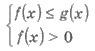 { f(x) ≤ g(x)
f(x) > 0